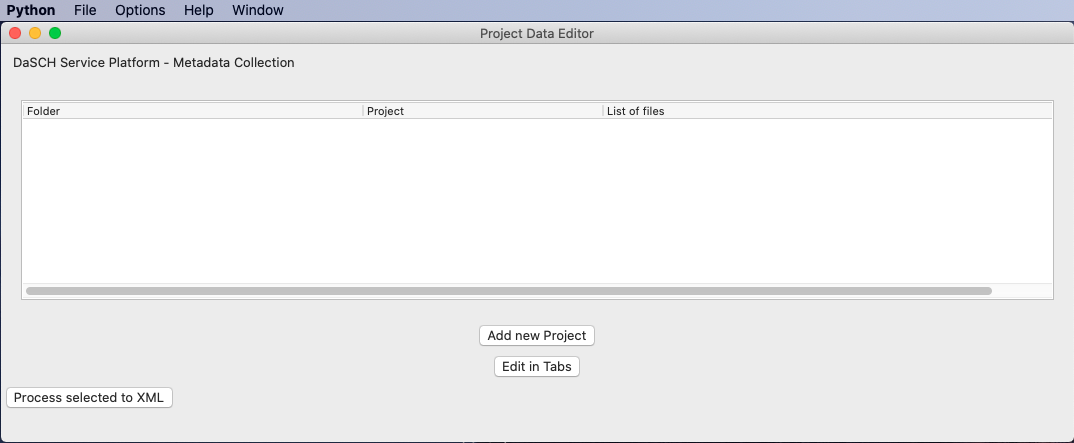 Python File Options Help Window
Project Data Editor
DaSCH Service Platform - Metadata Collection
Folder Project List of files
Add new Project
Edit in Tabs
Process selected to XML